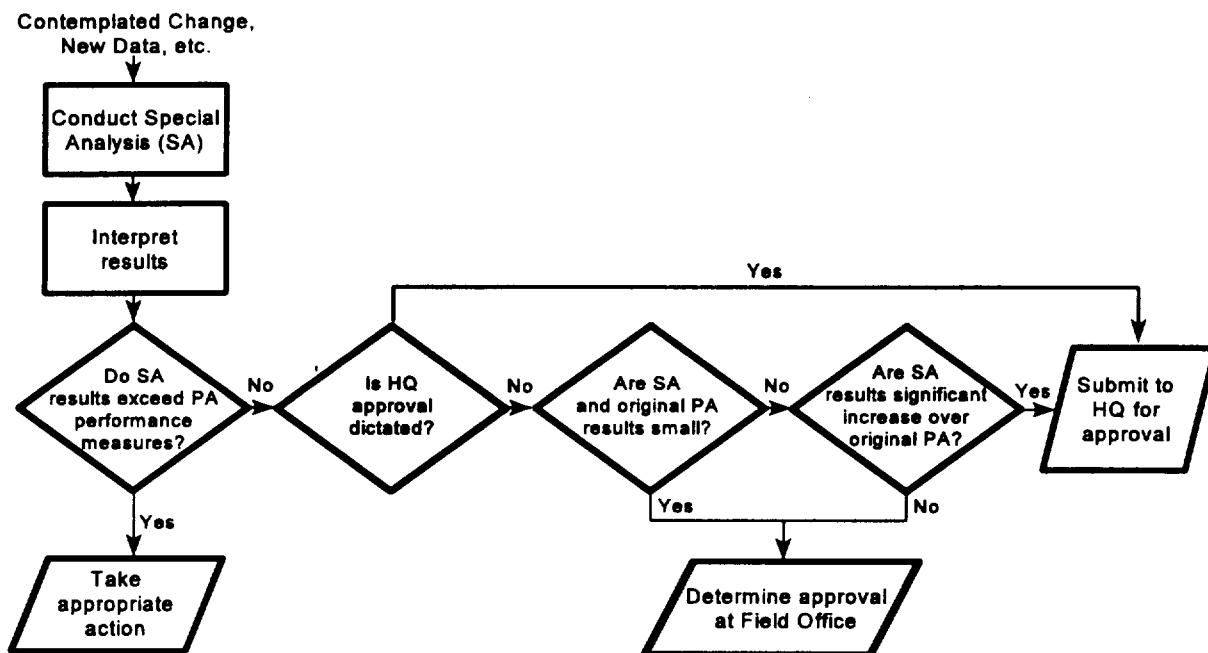 Contemplated Change,
New Data, etc.
Conduct Special
Analysis (SA)
Interpret
results
Yes
Do SA
results exceed PA
performance
measures?
No
Is HQ
approval
dictated?
No
Are SA
and original PA
results small?
No
Are SA
results significant
increase over
original PA?
Yes
Submit to
HQ for
approval
Yes
Yes
No
Take
appropriate
action
Determine approval
at Field Office